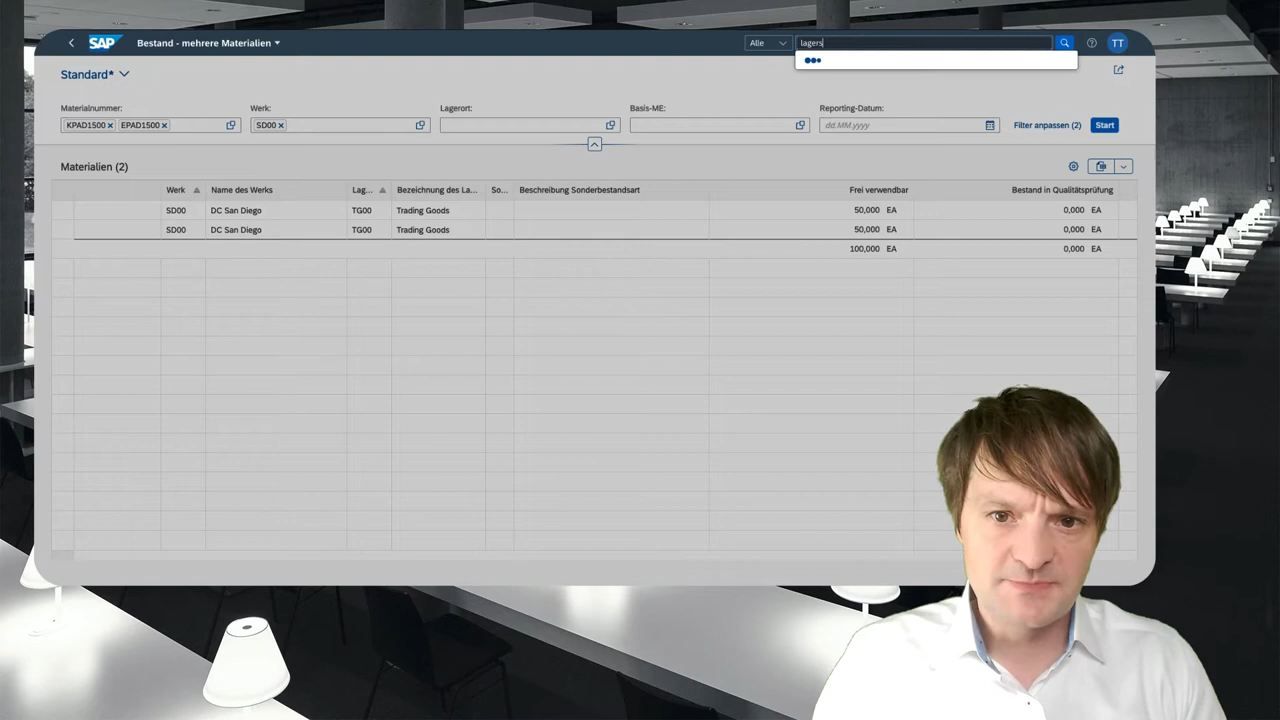 SAP Bestand - mehrere Materialien Alle lagers TT
Standard*
Materialnummer: Werk: Lagerort: Basis-ME: Reporting-Datum:
KPAD1500 EPAD1500 SD00 dd.MM.yyyy Filter anpassen (2) Start
Materialien (2)
Werk Name des Werks Lag... Bezeichnung des La... So... Beschreibung Sonderbestandsart Frei verwendbar Bestand in Qualitätsprüfung
SD00 DC San Diego TG00 Trading Goods 50,000 EA 0,000 EA
SD00 DC San Diego TG00 Trading Goods 50,000 EA 0,000 EA
100,000 EA 0,000 EA